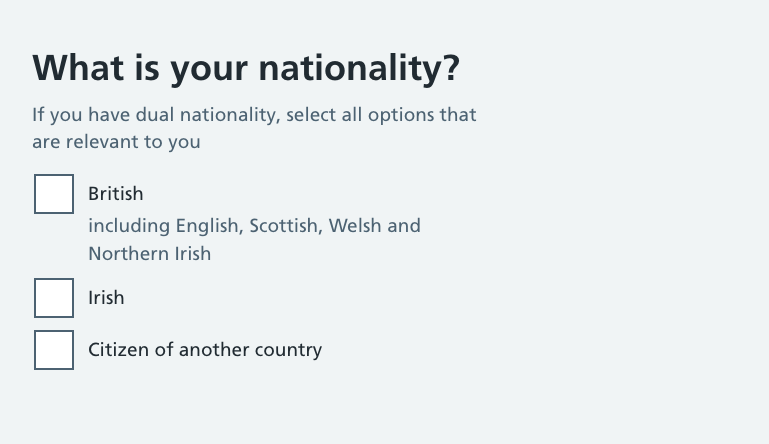 What is your nationality?
If you have dual nationality, select all options that
are relevant to you
British
including English, Scottish, Welsh and
Northern Irish
Irish
Citizen of another country